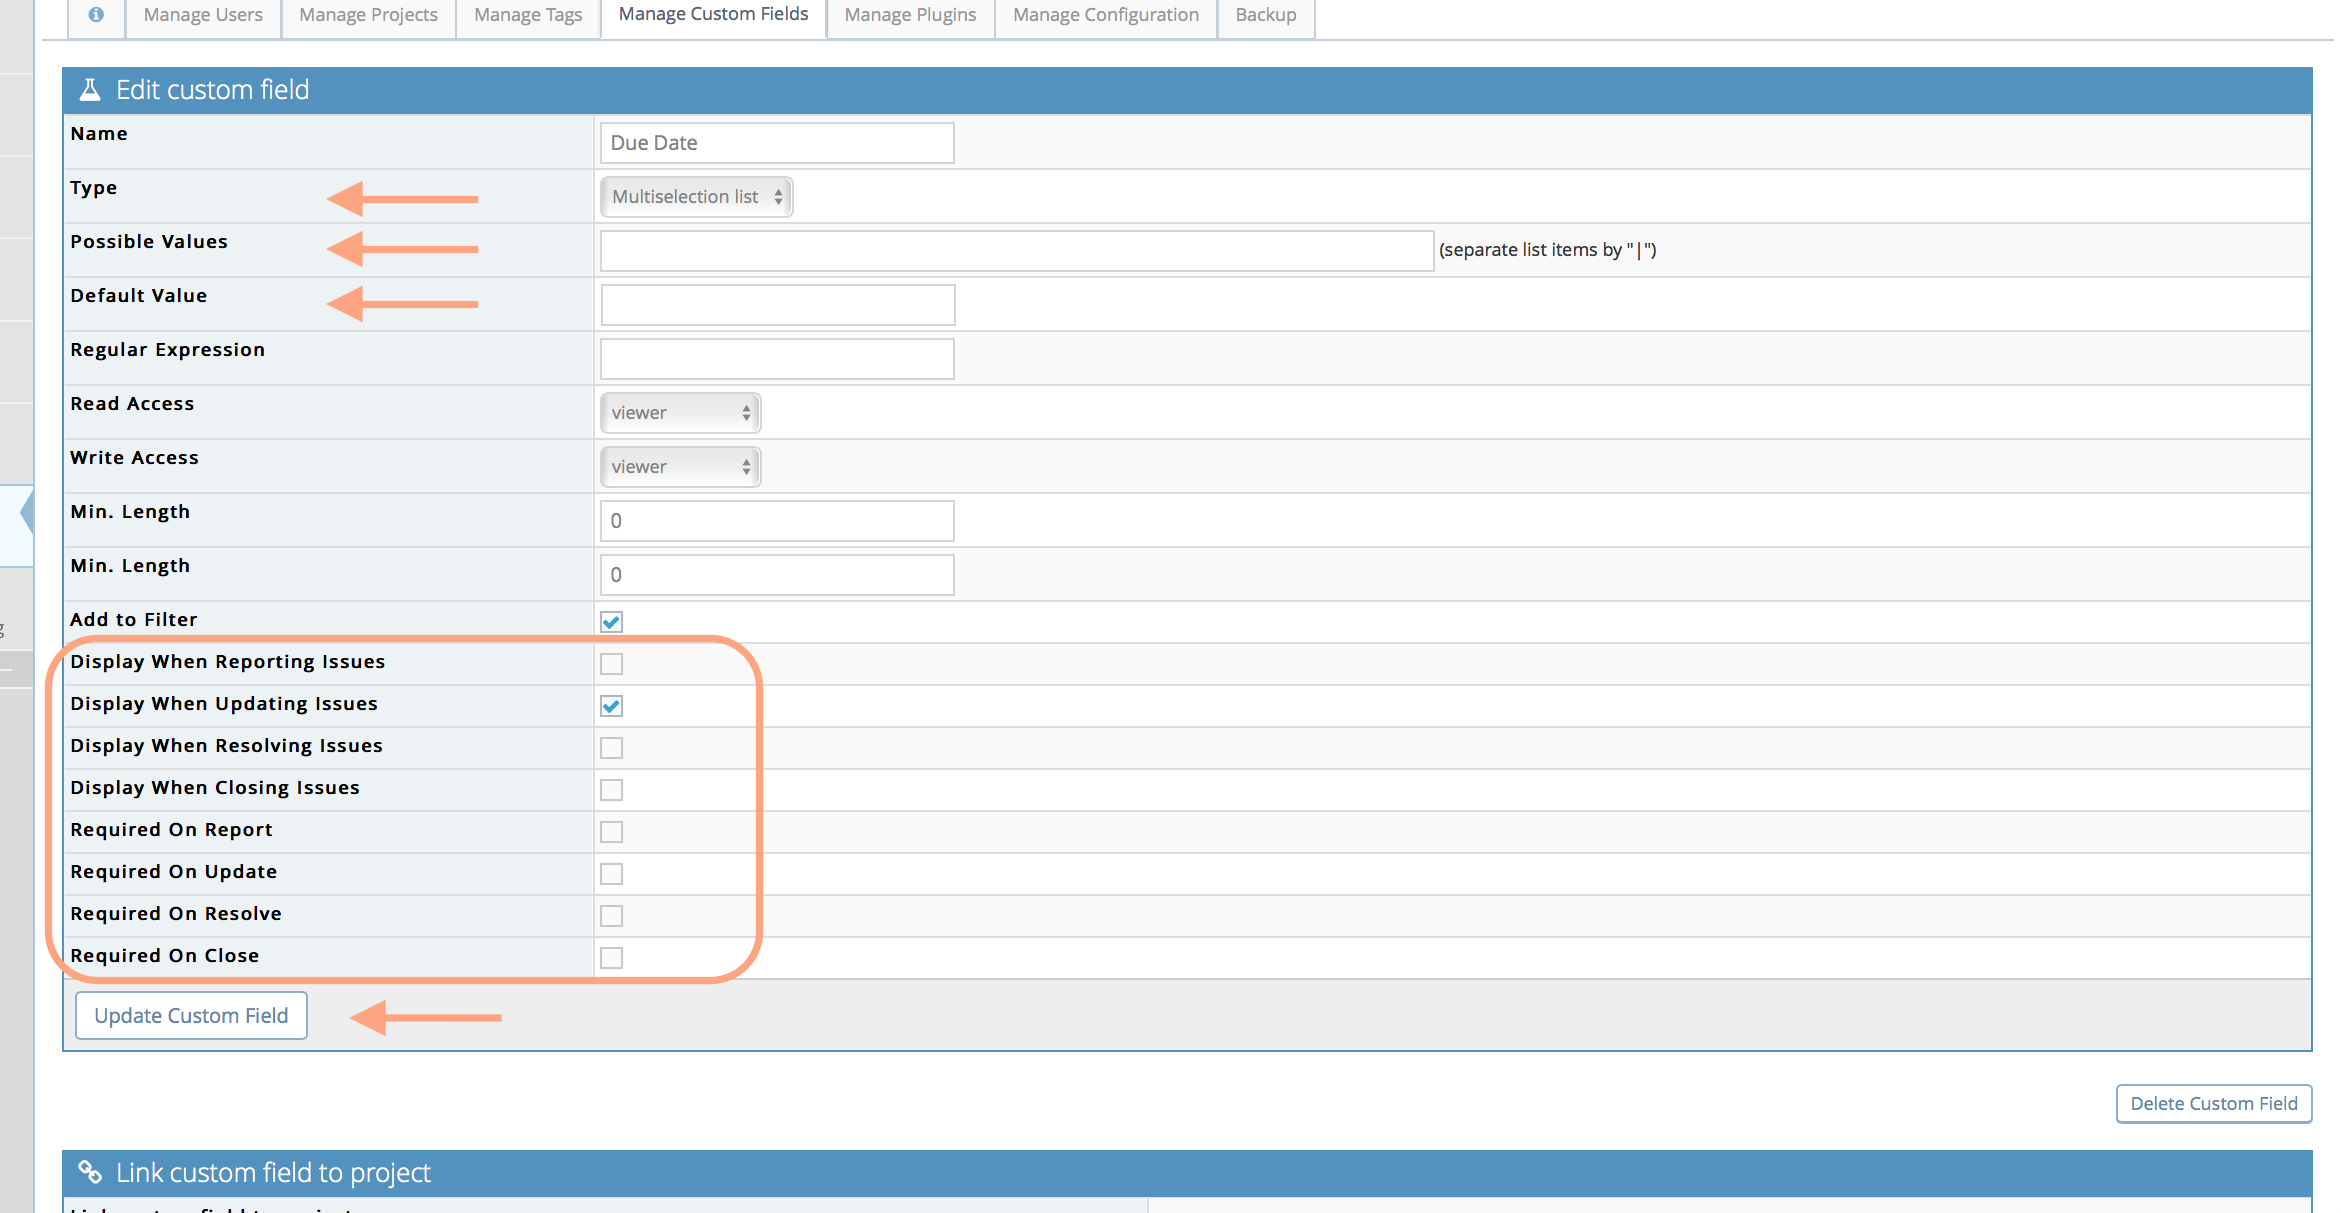 Manage Users Manage Projects Manage Tags Manage Custom Fields Manage Plugins Manage Configuration Backup
Edit custom field
Name Due Date
Type Multiselection list
Possible Values (separate list items by "|")
Default Value
Regular Expression
Read Access viewer
Write Access viewer
Min. Length 0
Min. Length 0
Add to Filter
Display When Reporting Issues
Display When Updating Issues
Display When Resolving Issues
Display When Closing Issues
Required On Report
Required On Update
Required On Resolve
Required On Close
Update Custom Field
Delete Custom Field
Link custom field to project